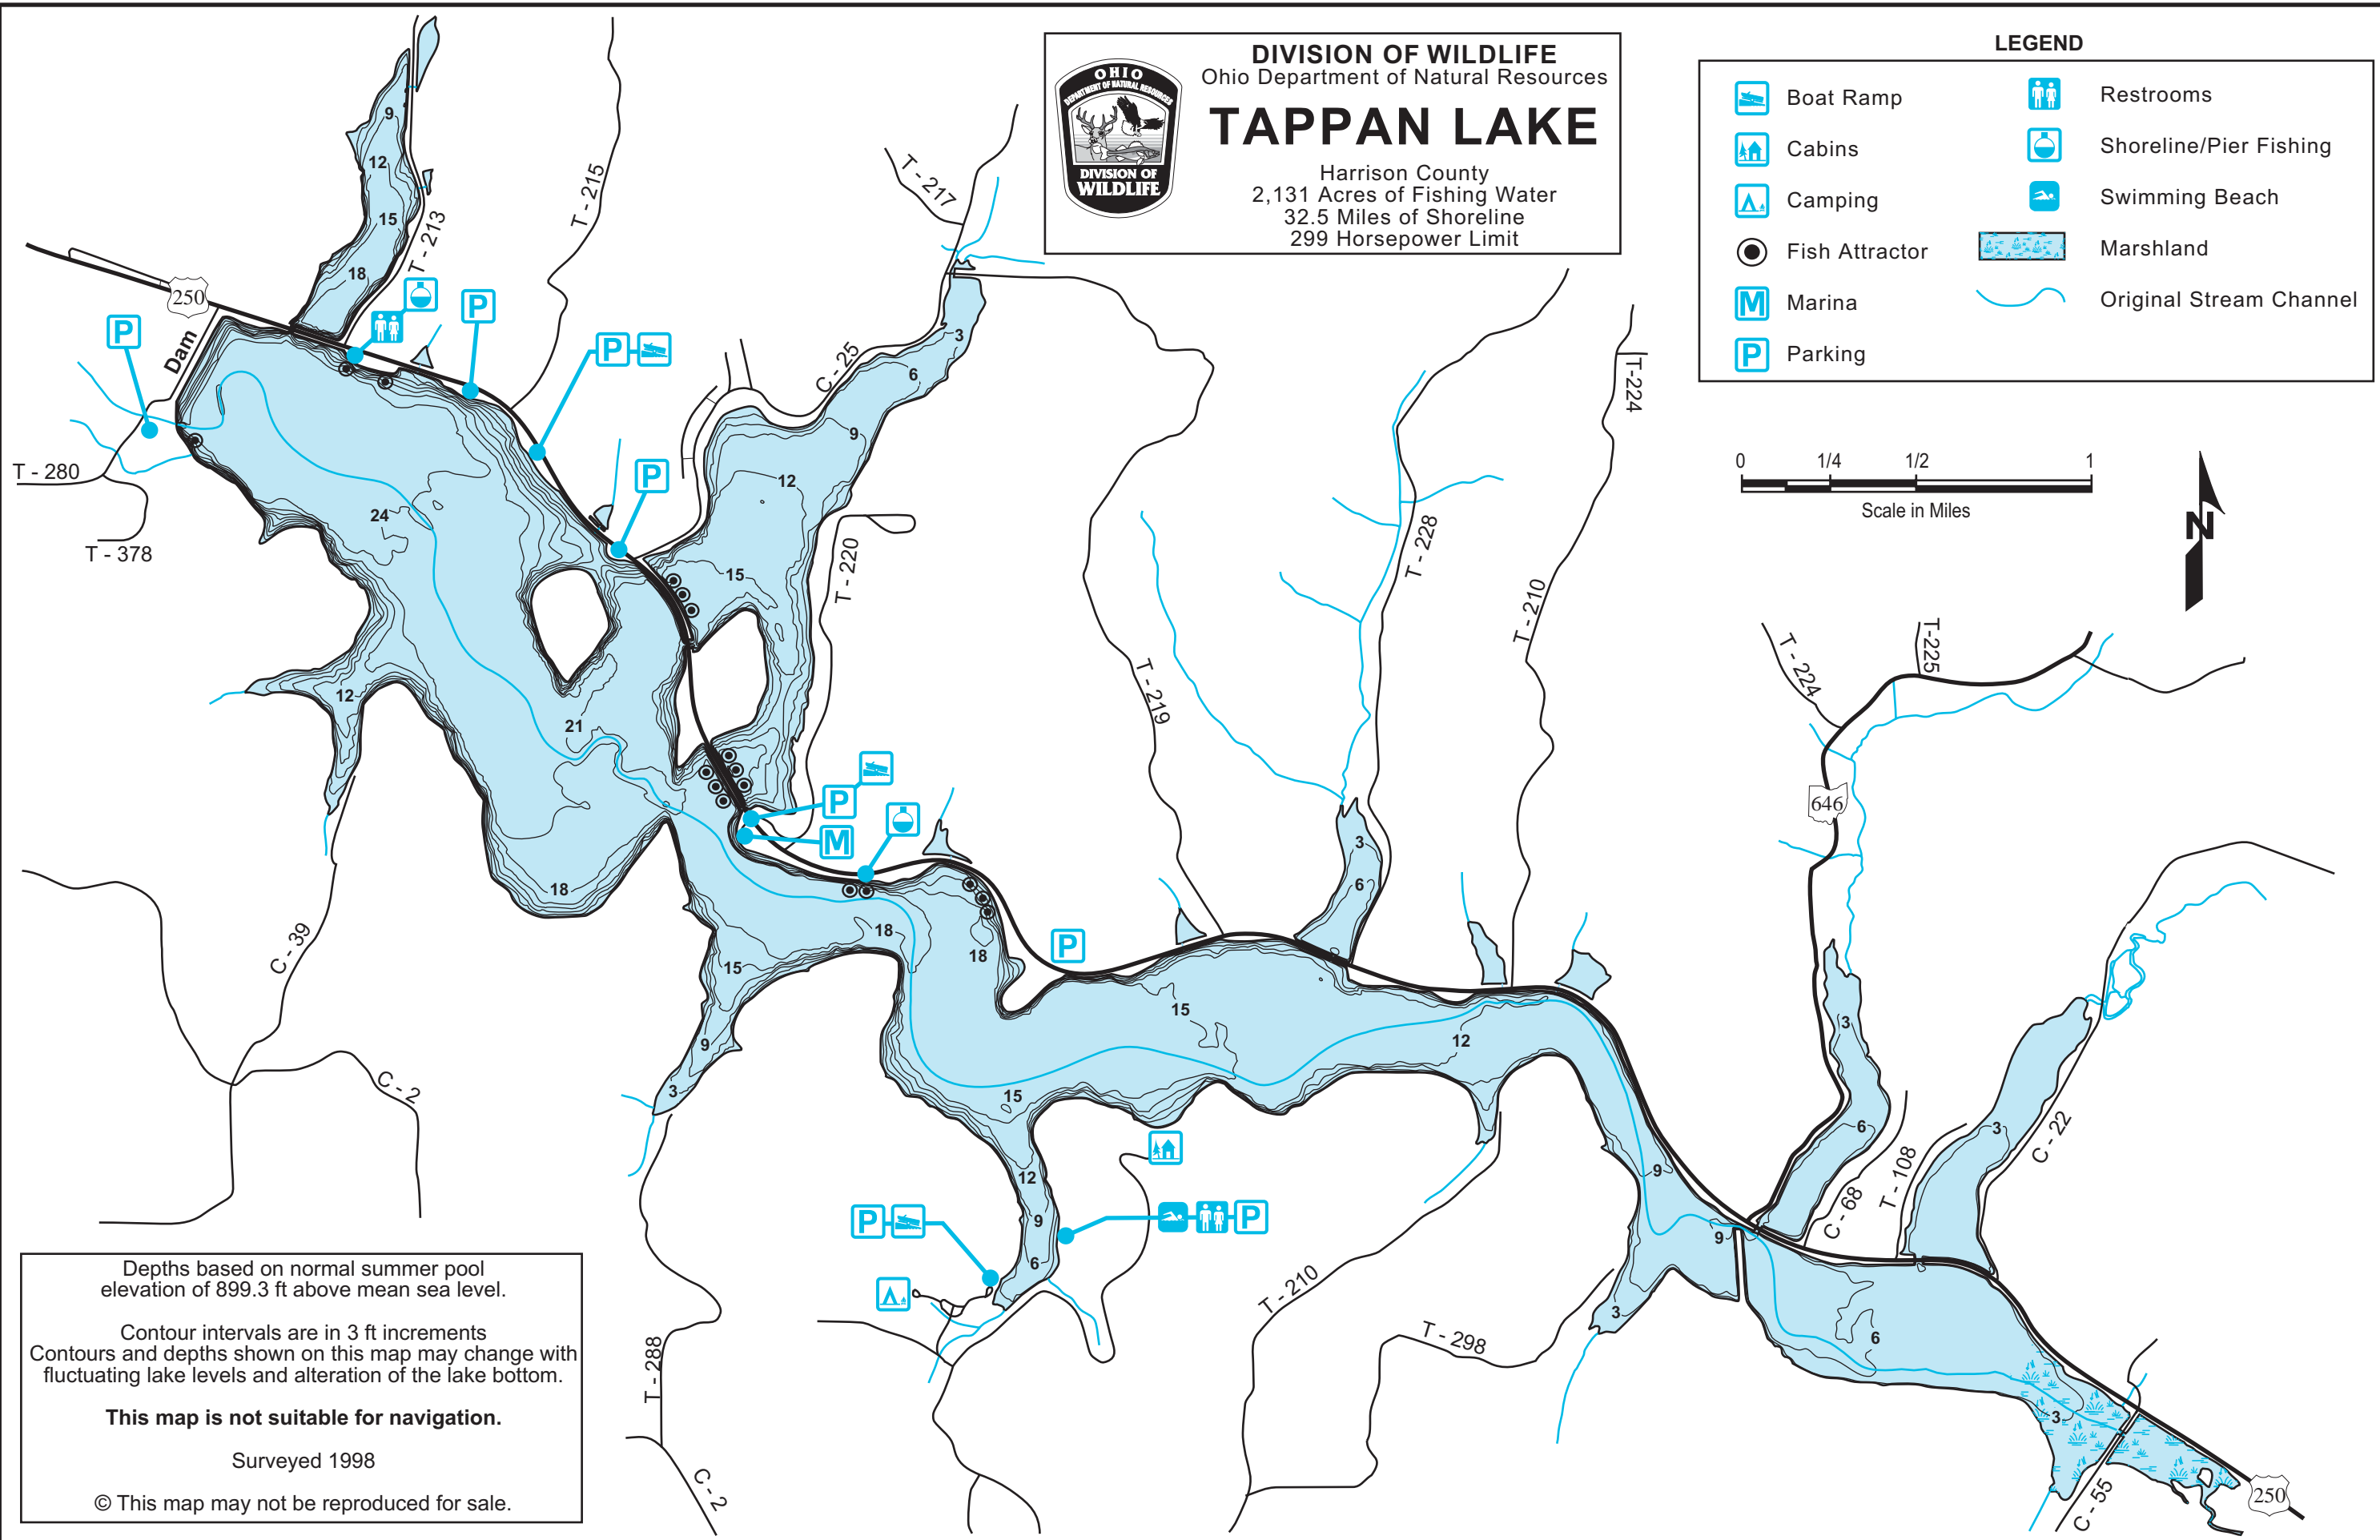 DIVISION OF WILDLIFE
Ohio Department of Natural Resources
TAPPAN LAKE
Harrison County
2,131 Acres of Fishing Water
32.5 Miles of Shoreline
299 Horsepower Limit
OHIO
DEPARTMENT OF NATURAL RESOURCES
DIVISION OF
WILDLIFE
LEGEND
Boat Ramp
Cabins
Camping
Fish Attractor
M Marina
P Parking
Restrooms
Shoreline/Pier Fishing
Swimming Beach
Marshland
Original Stream Channel
0 1/4 1/2 1
Scale in Miles
N
9
12
15
18
T - 213
T - 215
T - 217
250
Dam
P
P
P
P
C - 25
3
6
9
12
15
T - 280
T - 378
24
T - 220
12
21
18
P
M
T - 219
T - 228
T-224
T - 210
T - 224
T-225
646
3
6
C - 39
C - 2
15
9
3
18
18
P
15
15
12
12
9
6
P
P
T - 288
C - 2
T - 210
T - 298
9
9
3
3
6
C - 68
T - 108
3
C - 22
6
3
C - 55
250
Depths based on normal summer pool
elevation of 899.3 ft above mean sea level.
Contour intervals are in 3 ft increments
Contours and depths shown on this map may change with
fluctuating lake levels and alteration of the lake bottom.
This map is not suitable for navigation.
Surveyed 1998
© This map may not be reproduced for sale.